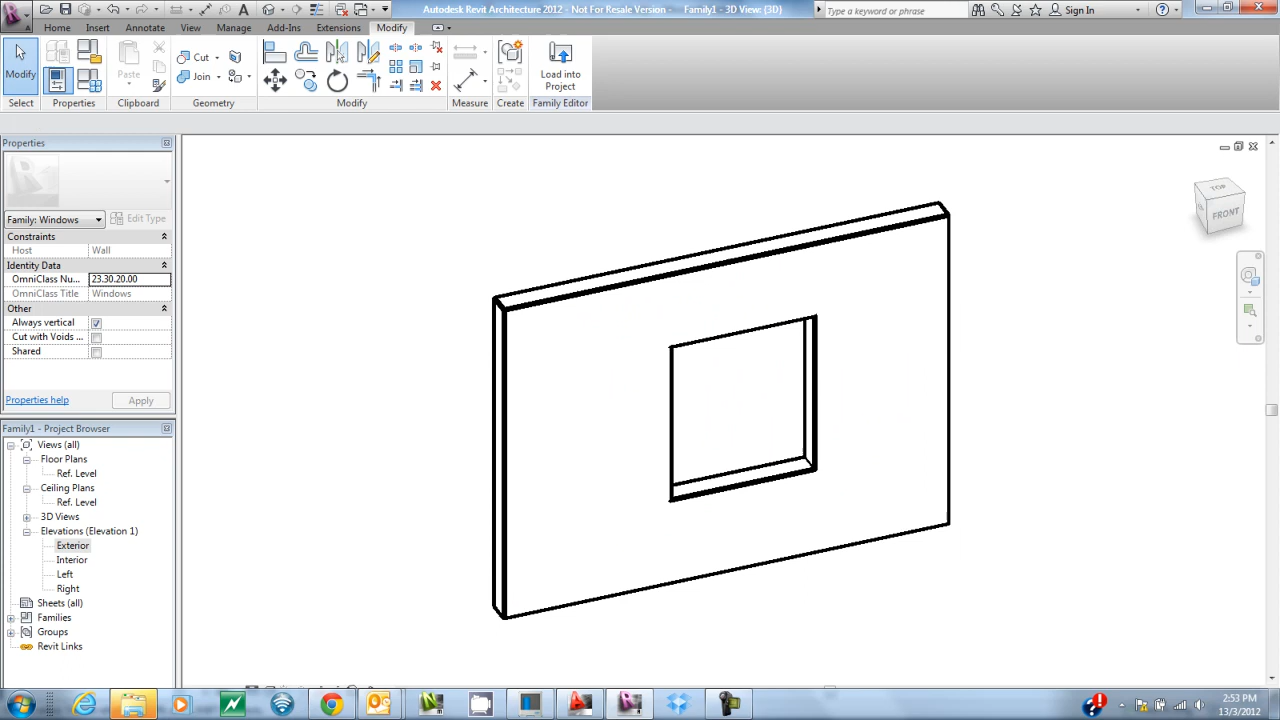 Autodesk Revit Architecture 2012 - Not For Resale Version - Family1 - 3D View: {3D}
Type a keyword or phrase
Sign In
Home Insert Annotate View Manage Add-Ins Extensions Modify
Modify
Paste
Cut
Join
Load into
Project
Select Properties Clipboard Geometry Modify Measure Create Family Editor
Properties
Family: Windows
Edit Type
Constraints
Host Wall
Identity Data
OmniClass Nu... 23.30.20.00
OmniClass Title Windows
Other
Always vertical
Cut with Voids ...
Shared
Properties help
Apply
Family1 - Project Browser
Views (all)
Floor Plans
Ref. Level
Ceiling Plans
Ref. Level
3D Views
Elevations (Elevation 1)
Exterior
Interior
Left
Right
Sheets (all)
Families
Groups
Revit Links
TOP
FRONT
2:53 PM
13/3/2012